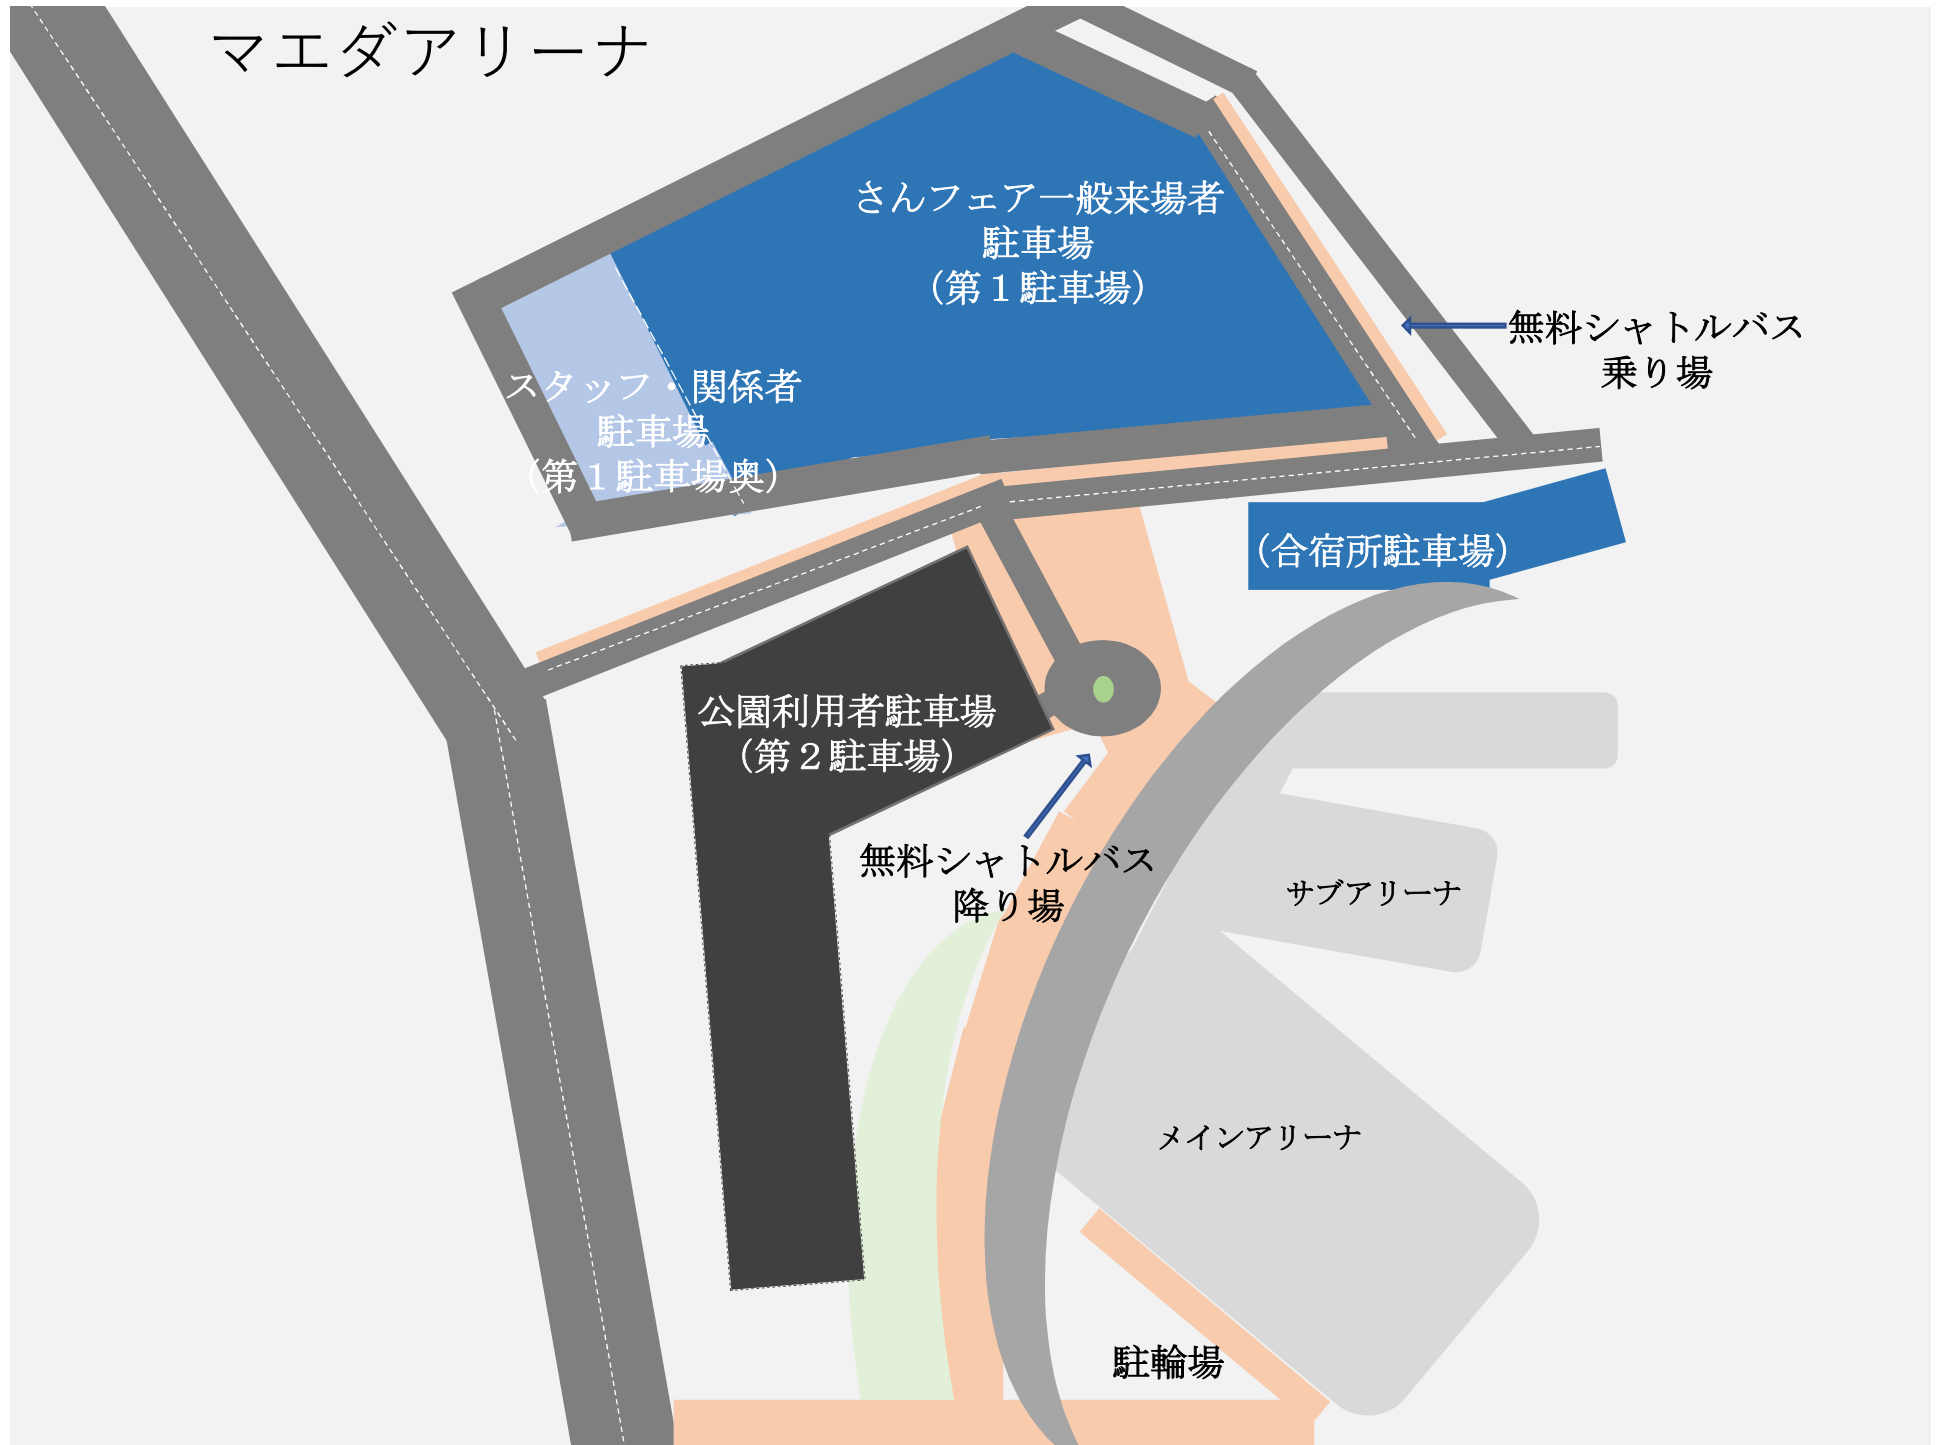 マエダアリーナ
さんフェア一般来場者
駐車場
（第１駐車場）
無料シャトルバス
乗り場
スタッフ・関係者
駐車場
（第１駐車場奥）
（合宿所駐車場）
公園利用者駐車場
（第２駐車場）
無料シャトルバス
降り場
サブアリーナ
メインアリーナ
駐輪場